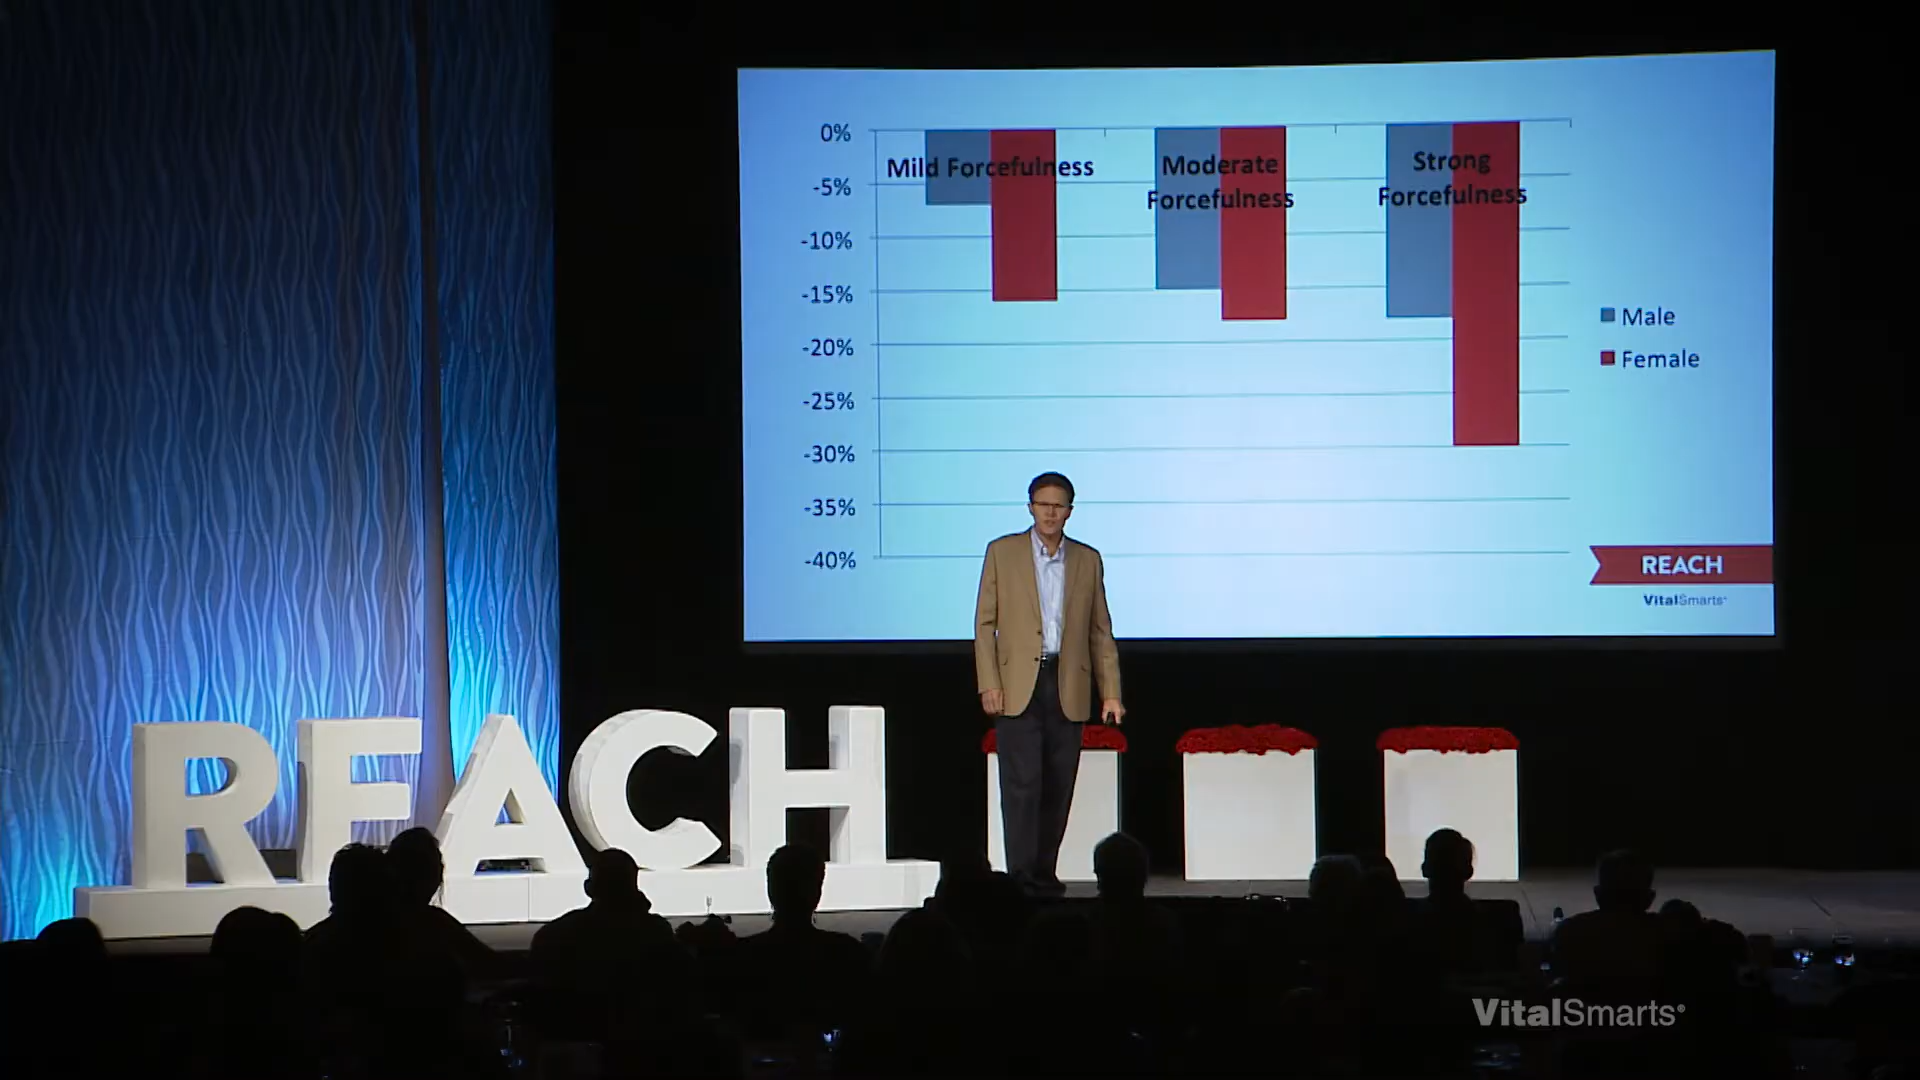 0%
-5%
-10%
-15%
-20%
-25%
-30%
-35%
-40%
Mild Forcefulness
Moderate
Forcefulness
Strong
Forcefulness
Male
Female
REACH
VitalSmarts
REACH
VitalSmarts®